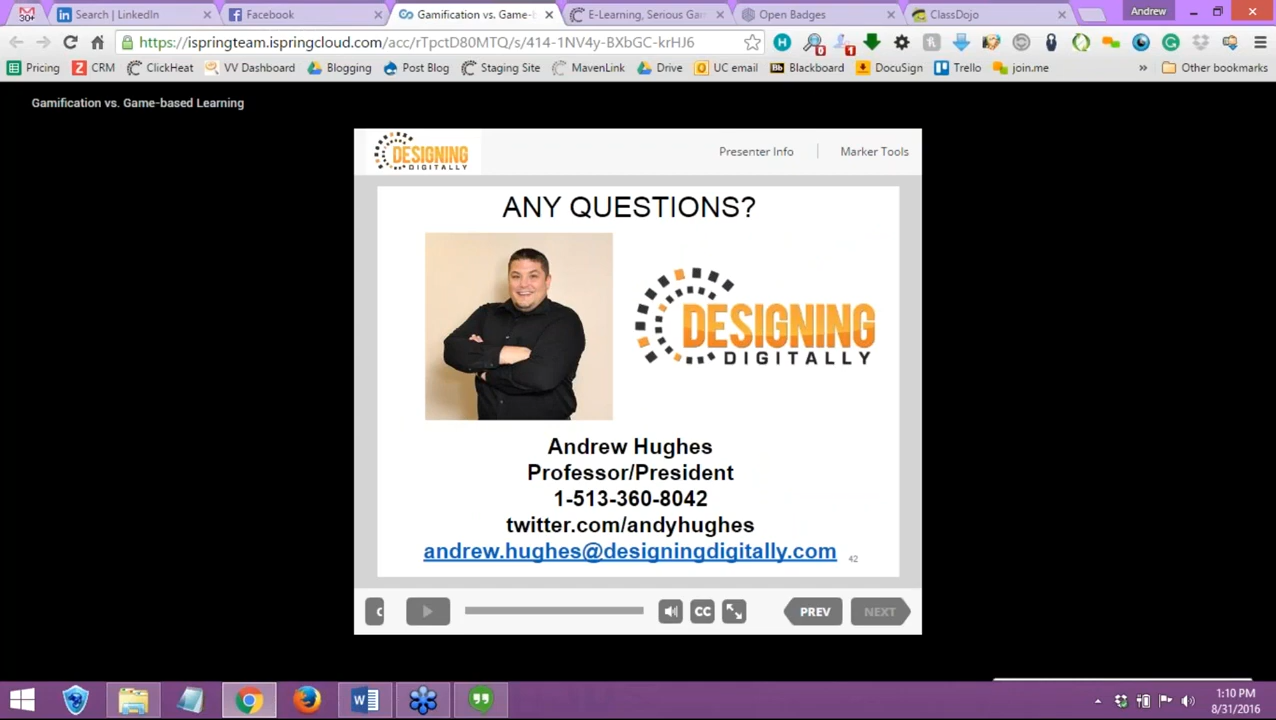 30+
Search | LinkedIn
Facebook
Gamification vs. Game-b
E-Learning, Serious Gam
Open Badges
ClassDojo
Andrew
https://ispringteam.ispringcloud.com/acc/rTpctD80MTQ/s/414-1NV4y-BXbGC-krHJ6
Pricing
CRM
ClickHeat
VV Dashboard
Blogging
Post Blog
Staging Site
MavenLink
Drive
UC email
Blackboard
DocuSign
Trello
join.me
»
Other bookmarks
Gamification vs. Game-based Learning
DESIGNING
DIGITALLY
Presenter Info
Marker Tools
ANY QUESTIONS?
DESIGNING
DIGITALLY
Andrew Hughes
Professor/President
1-513-360-8042
twitter.com/andyhughes
andrew.hughes@designingdigitally.com
42
CC
PREV
NEXT
1:10 PM
8/31/2016